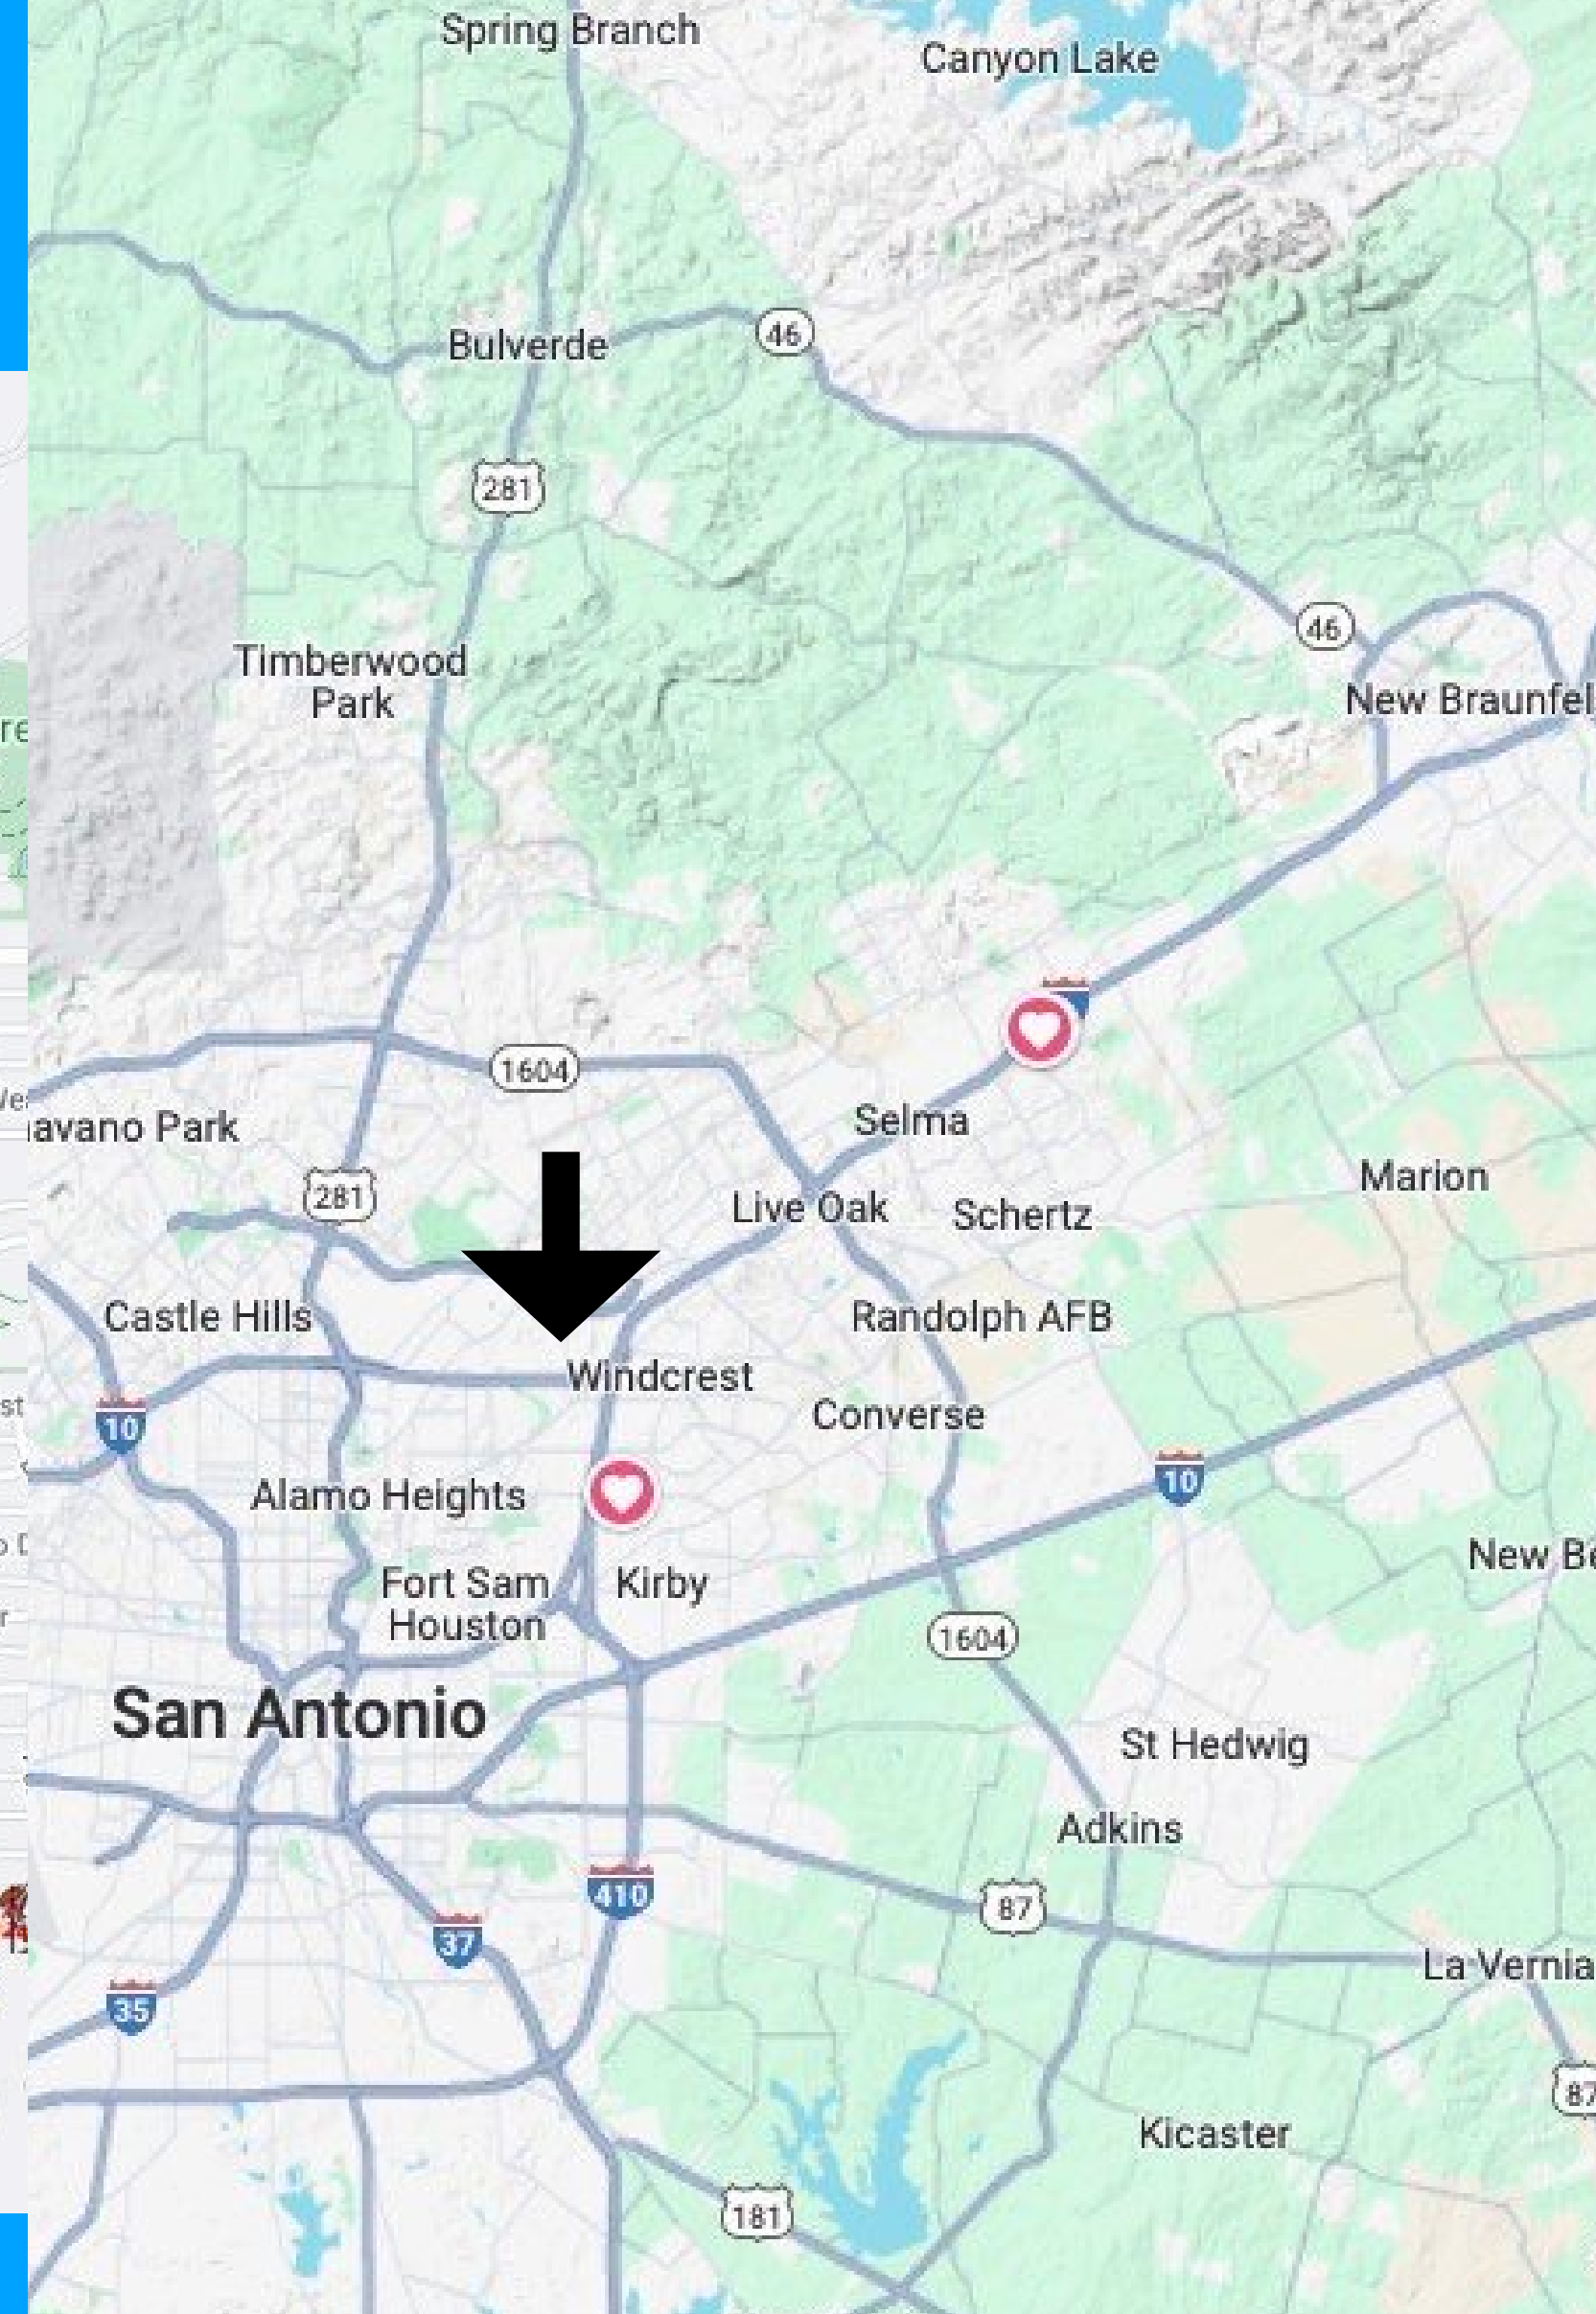 Spring Branch
Canyon Lake
Bulverde
46
281
46
Timberwood
Park
New Braunfel
re
1604
avano Park
Selma
Marion
281
Live Oak
Schertz
Castle Hills
Randolph AFB
Windcrest
st
10
Converse
Alamo Heights
10
New Be
Fort Sam
Houston
Kirby
1604
San Antonio
St Hedwig
Adkins
410
87
37
La Vernia
35
87
Kicaster
181